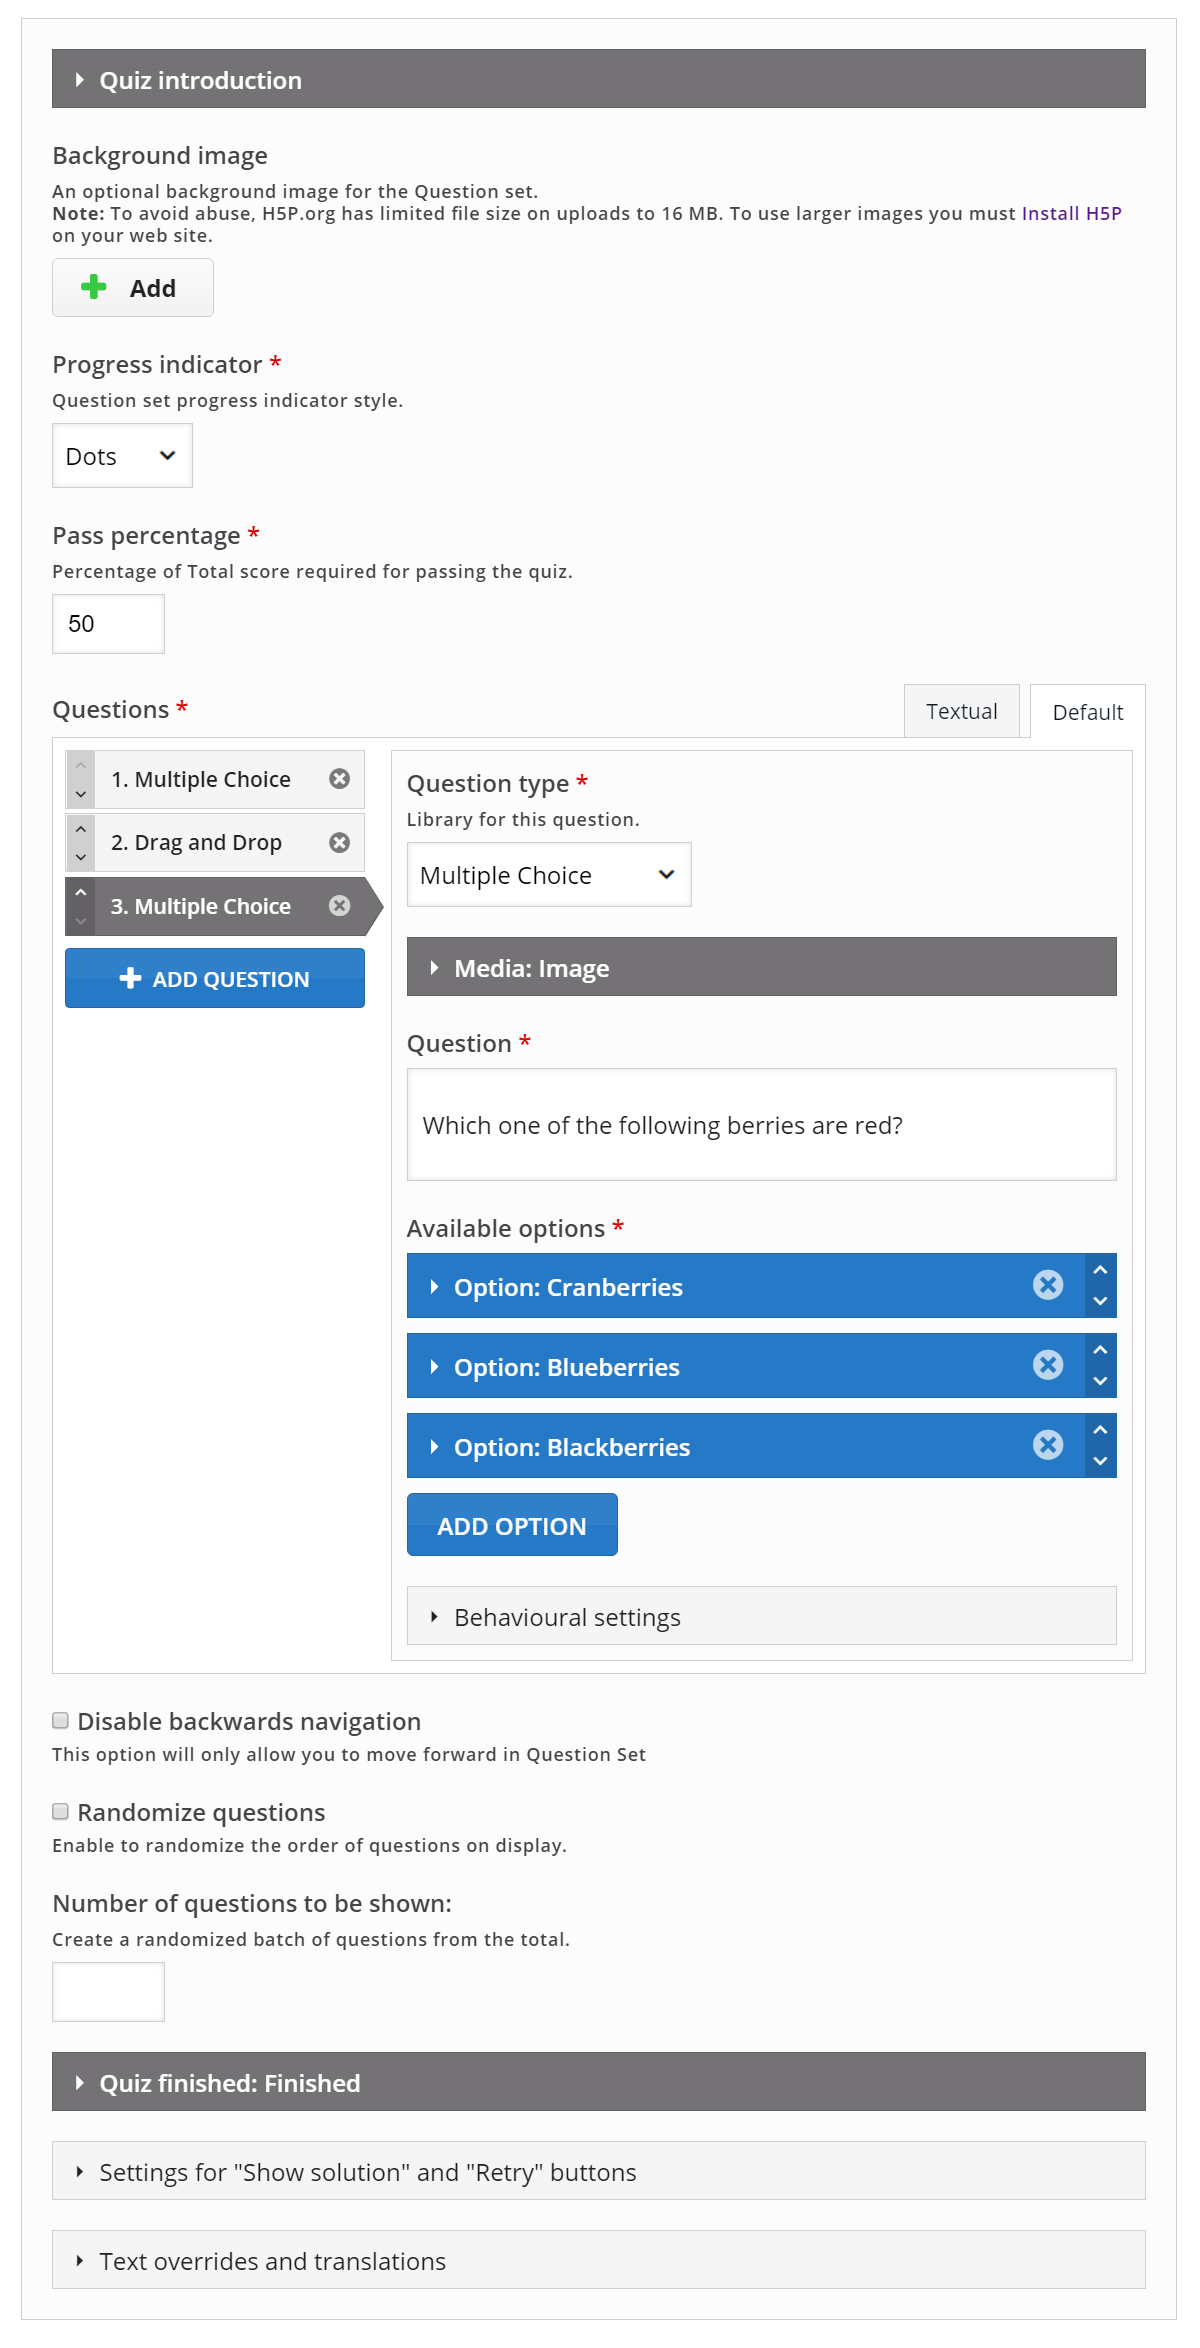 Quiz introduction
Background image
An optional background image for the Question set.
Note: To avoid abuse, H5P.org has limited file size on uploads to 16 MB. To use larger images you must Install H5P
on your web site.
Add
Progress indicator *
Question set progress indicator style.
Dots
Pass percentage *
Percentage of Total score required for passing the quiz.
50
Questions *
Textual
Default
1. Multiple Choice
2. Drag and Drop
3. Multiple Choice
ADD QUESTION
Question type *
Library for this question.
Multiple Choice
Media: Image
Question *
Which one of the following berries are red?
Available options *
Option: Cranberries
Option: Blueberries
Option: Blackberries
ADD OPTION
Behavioural settings
Disable backwards navigation
This option will only allow you to move forward in Question Set
Randomize questions
Enable to randomize the order of questions on display.
Number of questions to be shown:
Create a randomized batch of questions from the total.
Quiz finished: Finished
Settings for "Show solution" and "Retry" buttons
Text overrides and translations